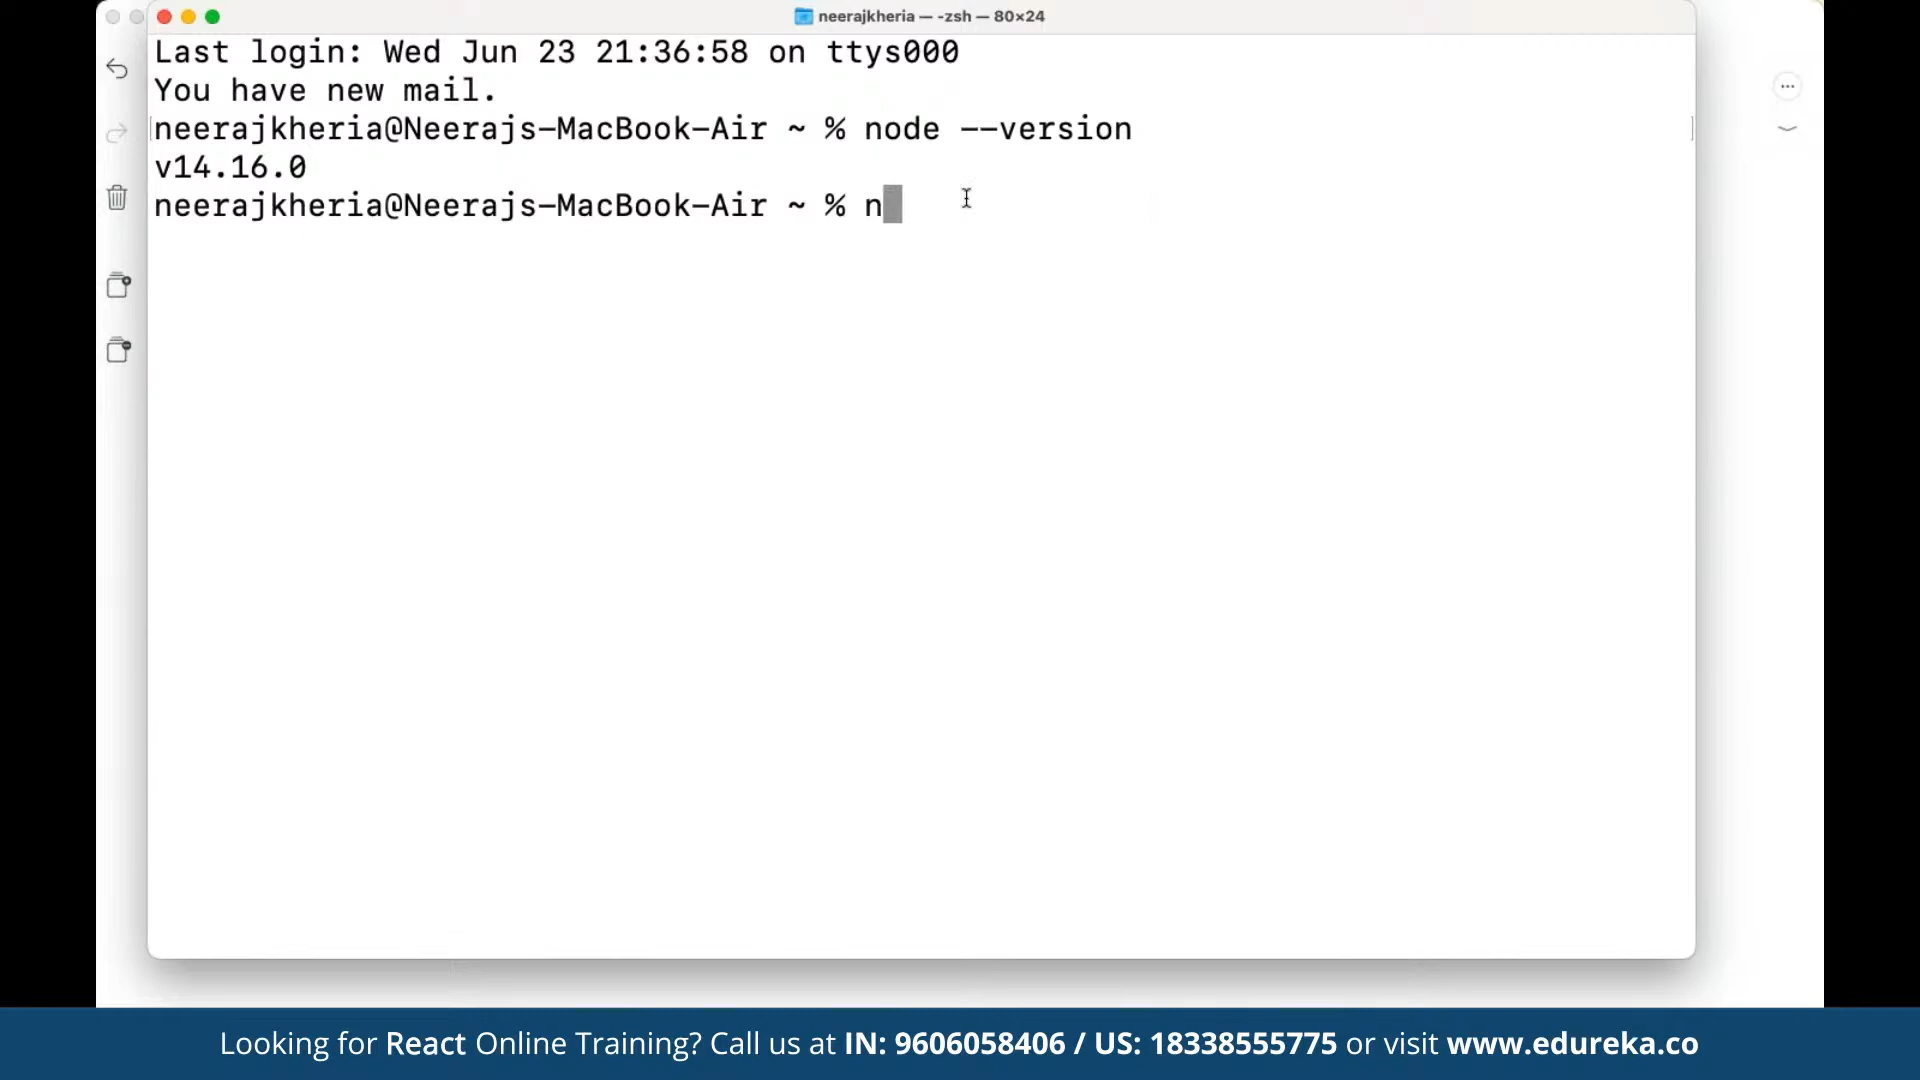 neerajkheria — -zsh — 80×24
Last login: Wed Jun 23 21:36:58 on ttys000
You have new mail.
neerajkheria@Neerajs-MacBook-Air ~ % node --version
v14.16.0
neerajkheria@Neerajs-MacBook-Air ~ % n
Looking for React Online Training? Call us at IN: 9606058406 / US: 18338555775 or visit www.edureka.co